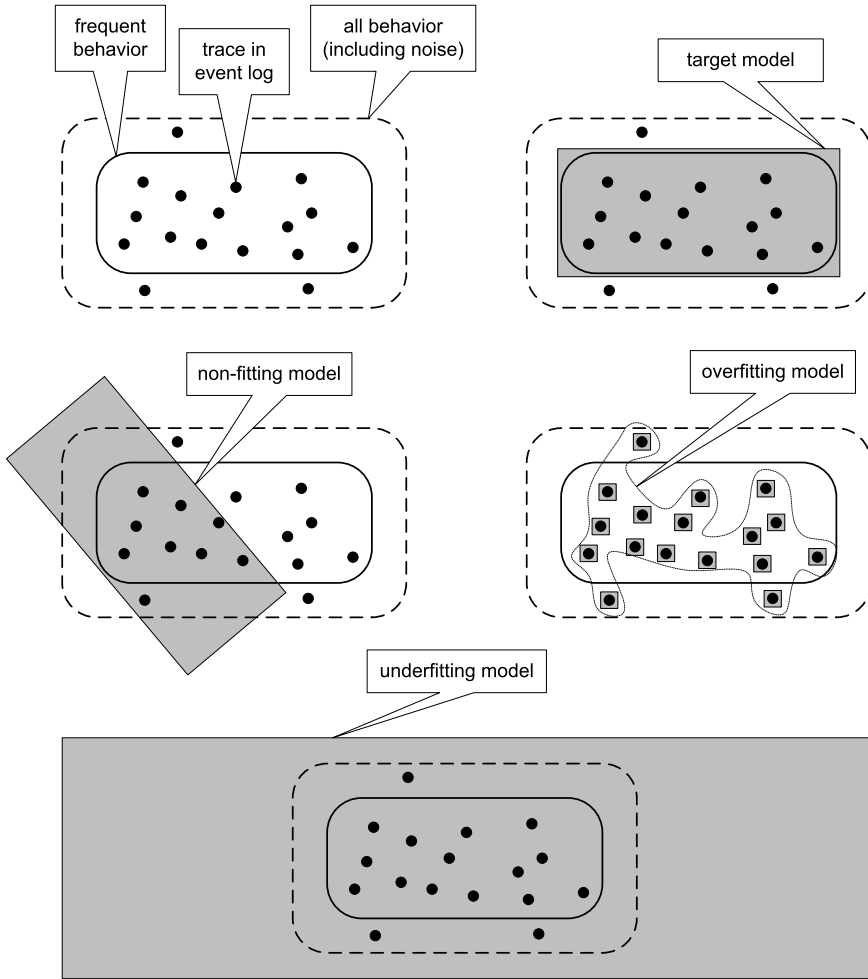 frequent
behavior
trace in
event log
all behavior
(including noise)
target model
non-fitting model
overfitting model
underfitting model